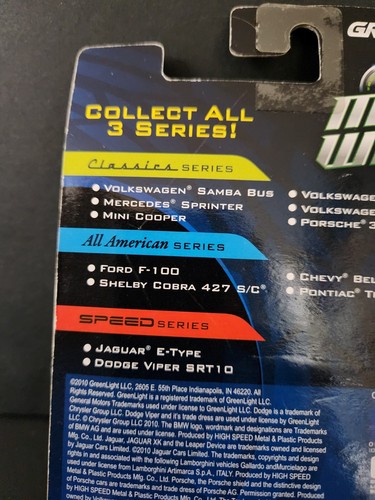 COLLECT ALL
3 SERIES!
Classics SERIES
VOLKSWAGEN® SAMBA BUS
MERCEDES® SPRINTER
MINI COOPER
VOLKSWAGE
VOLKSWAGE
PORSCHE® 3
All American SERIES
FORD F-100
SHELBY COBRA 427 S/C®
CHEVY® BEL
PONTIAC® T
SPEED SERIES
JAGUAR® E-TYPE
DODGE VIPER SRT10
©2010 GreenLight LLC, 2605 E. 55th Place Indianapolis, IN 46220. All
Rights Reserved. GreenLight is a registered trademark of GreenLight LLC.
General Motors Trademarks used under license to GreenLight LLC. Dodge is a trademark of
Chrysler Group LLC. Dodge Viper and it's trade dress are used under license by GreenLight
LLC © Chrysler Group LLC 2010. The BMW logo, wordmark and designations are Trademarks
of BMW AG and are used under license. Produced by HIGH SPEED Metal & Plastic Products
Mfg. Co., Ltd. Jaguar, JAGUAR XX and the Leaper Device are trademarks owned and licensed
by Jaguar Cars Limited. ©2010 Jaguar Cars Limited. The trademarks, copyrights and design
rights in and associated with the following Lamborghini vehicles Gallardo and Murcielago are
used under license from Lamborghini Artimarca S.p.A. ITALY. Produced by HIGH SPEED
Metal & Plastic Products Mfg. Co., Ltd. Porsche, the Porsche shield and the distinctive design
of Porsche cars are trademarks and trade dress of Porsche AG. Permission granted.
Produced by HIGH SPEED Metal & Plastic Products Mfg. Co.,